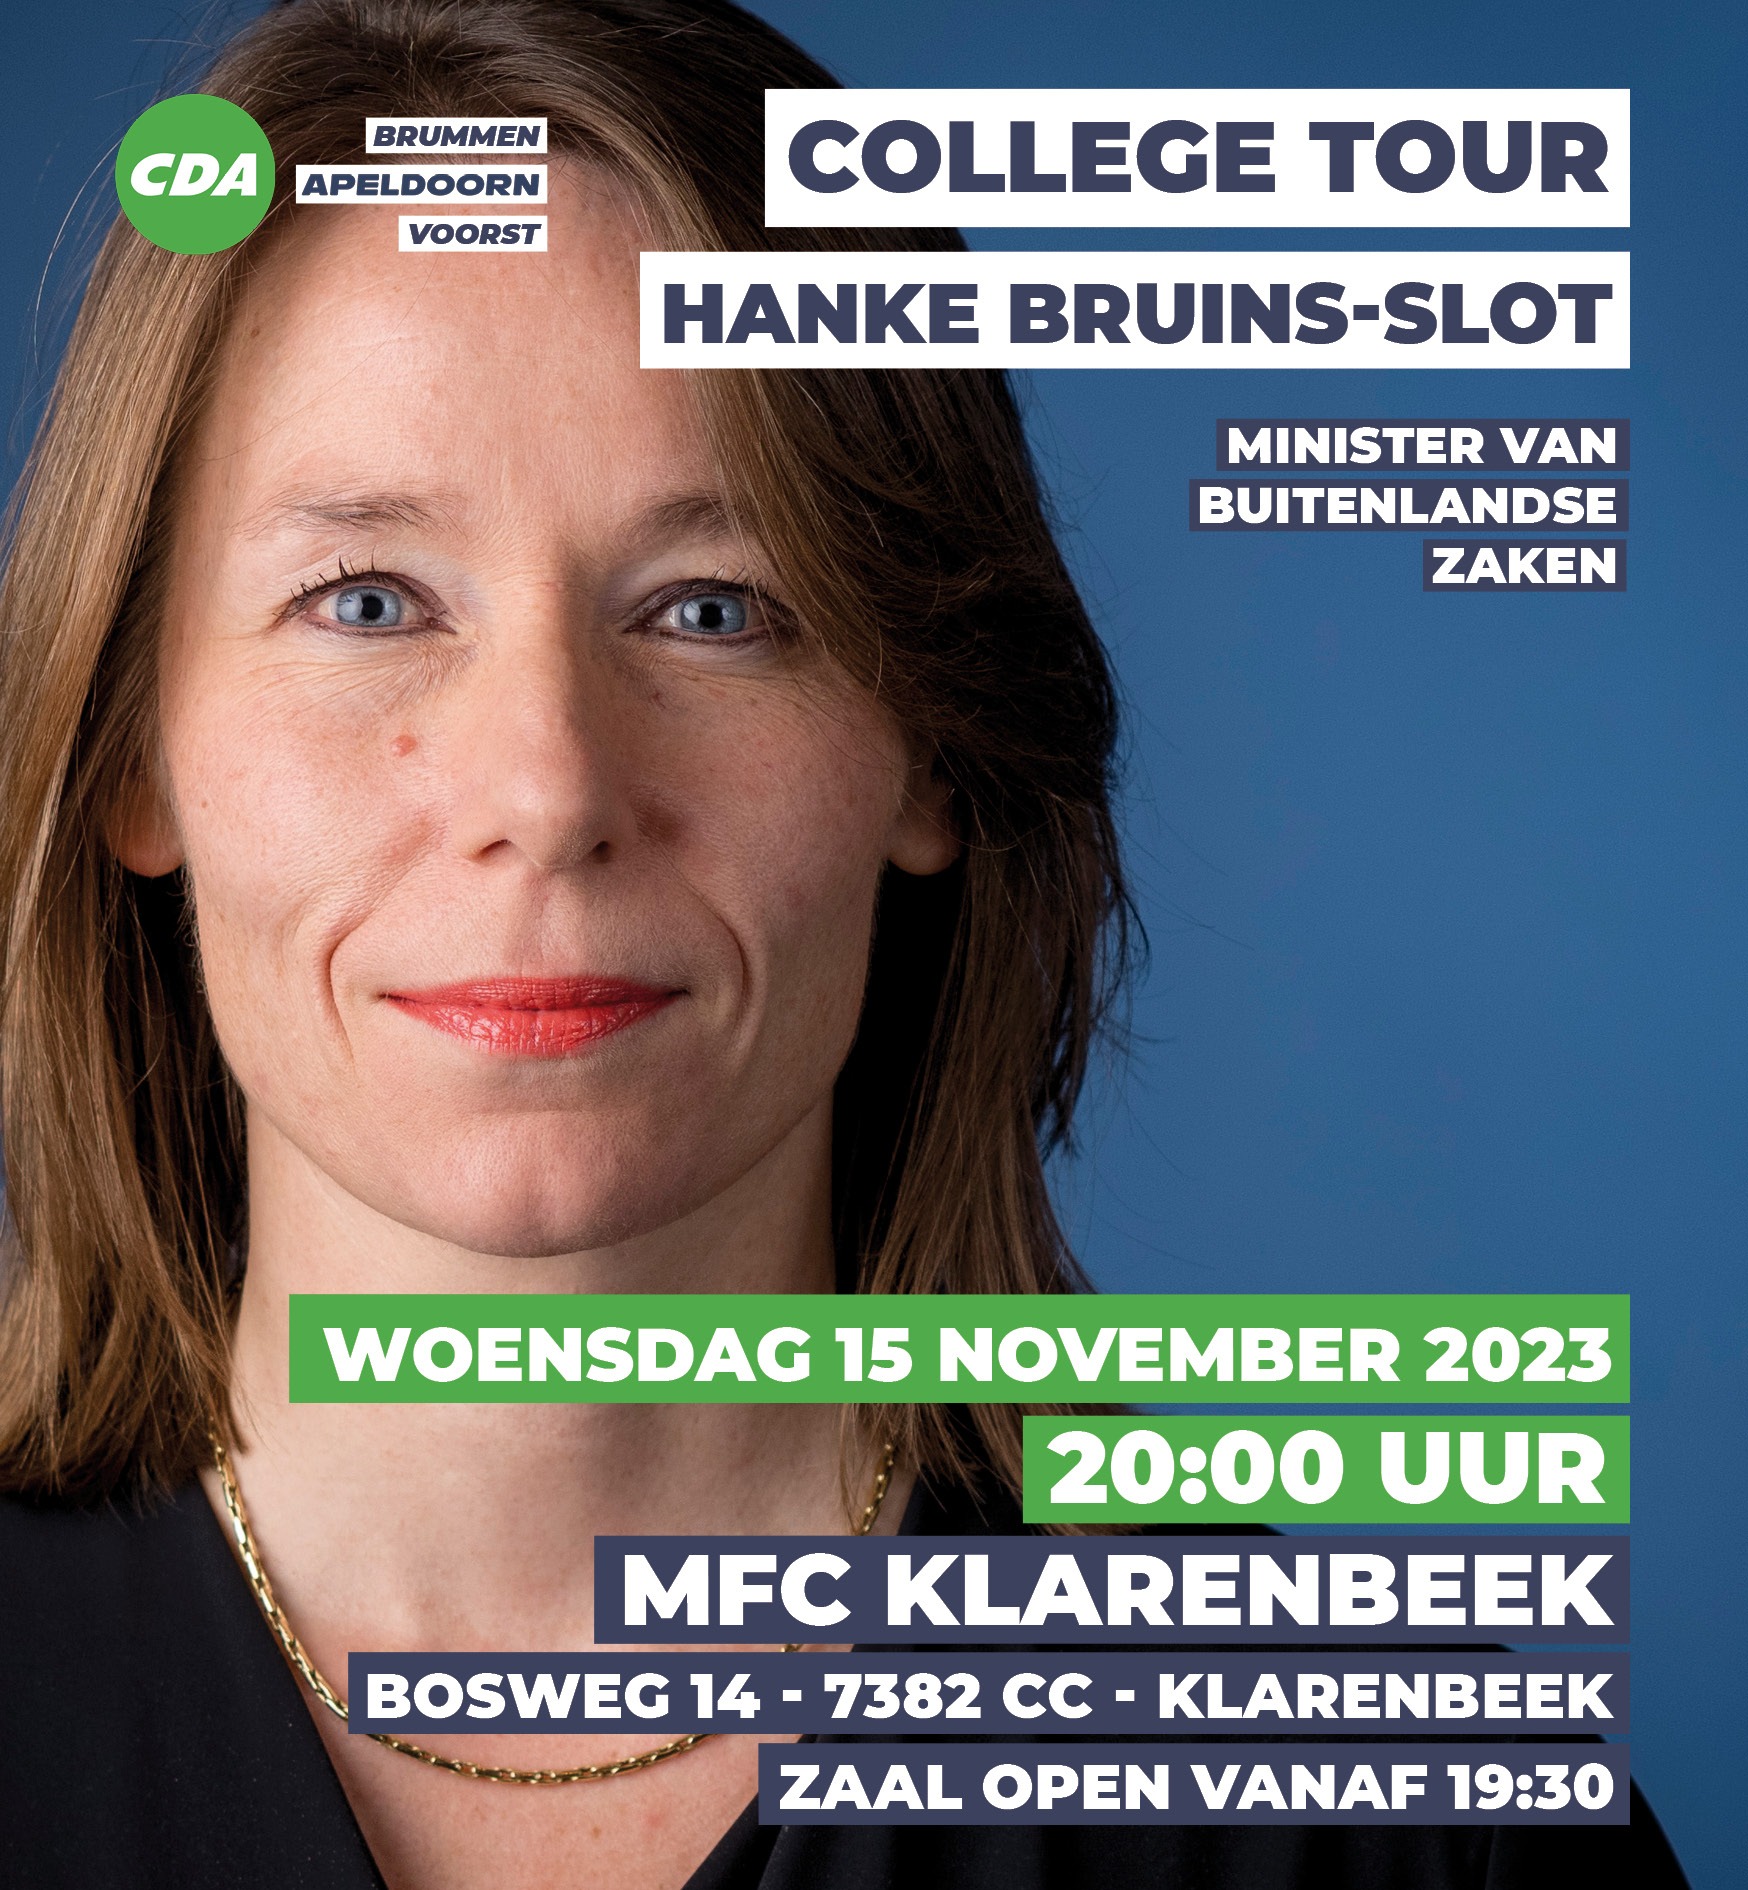 CDA
BRUMMEN
APELDOORN
VOORST
COLLEGE TOUR
HANKE BRUINS-SLOT
MINISTER VAN
BUITENLANDSE
ZAKEN
WOENSDAG 15 NOVEMBER 2023
20:00 UUR
MFC KLARENBEEK
BOSWEG 14 - 7382 CC - KLARENBEEK
ZAAL OPEN VANAF 19:30